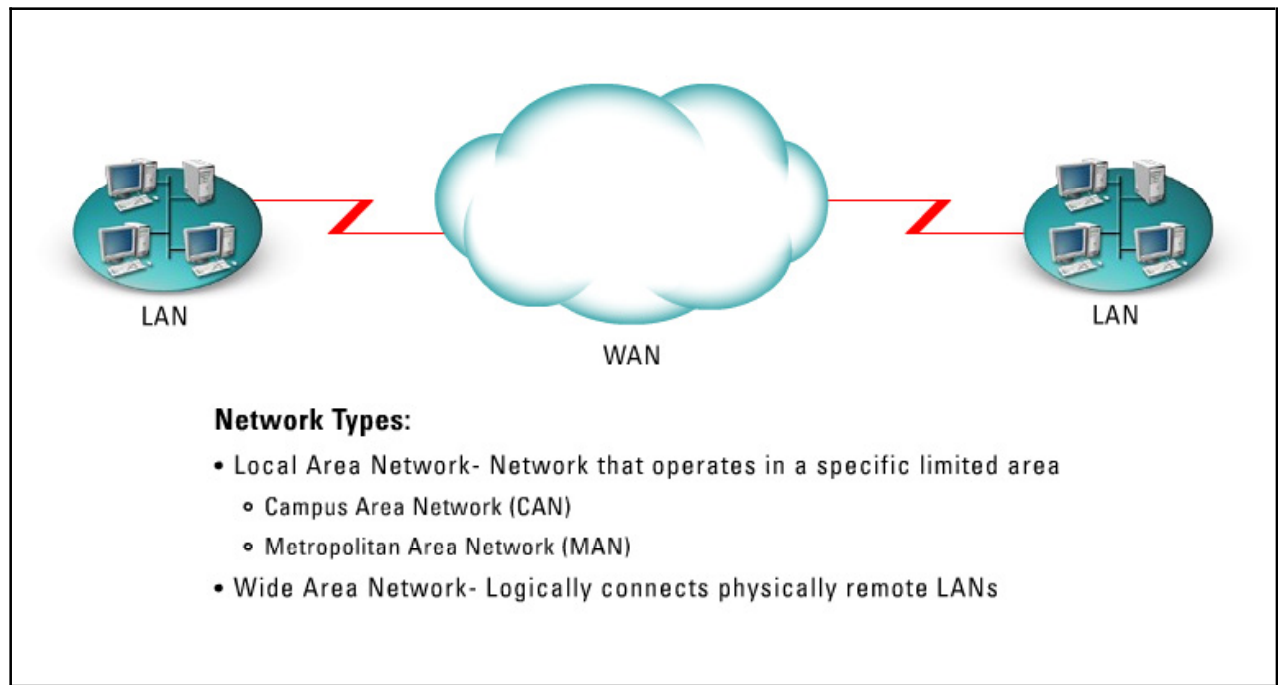 LAN
WAN
LAN
Network Types:
• Local Area Network- Network that operates in a specific limited area
∘ Campus Area Network (CAN)
∘ Metropolitan Area Network (MAN)
• Wide Area Network- Logically connects physically remote LANs